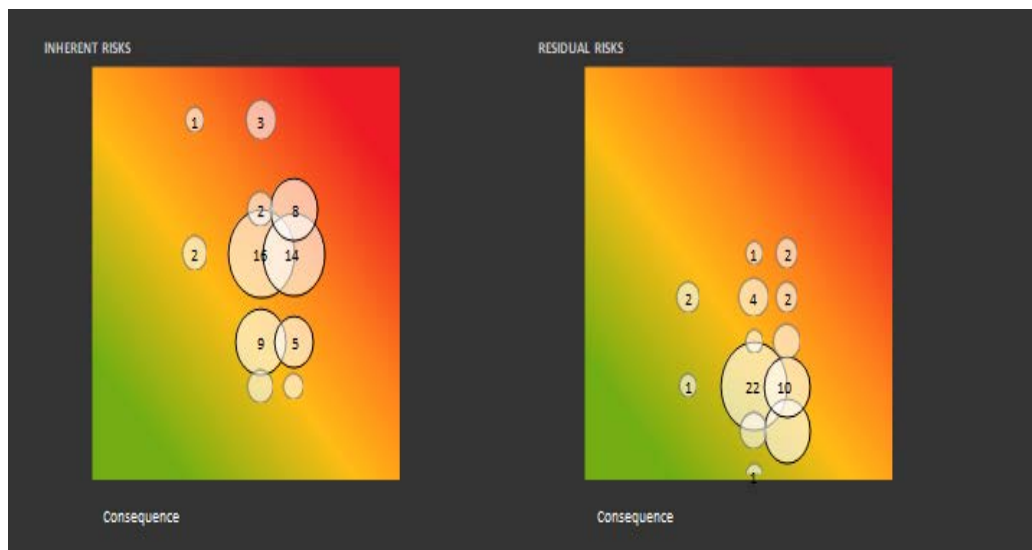 INHERENT RISKS
1 3
2 8
2 16 14
9 5
Consequence
RESIDUAL RISKS
1 2
2 4 2
1 22 10
1
Consequence